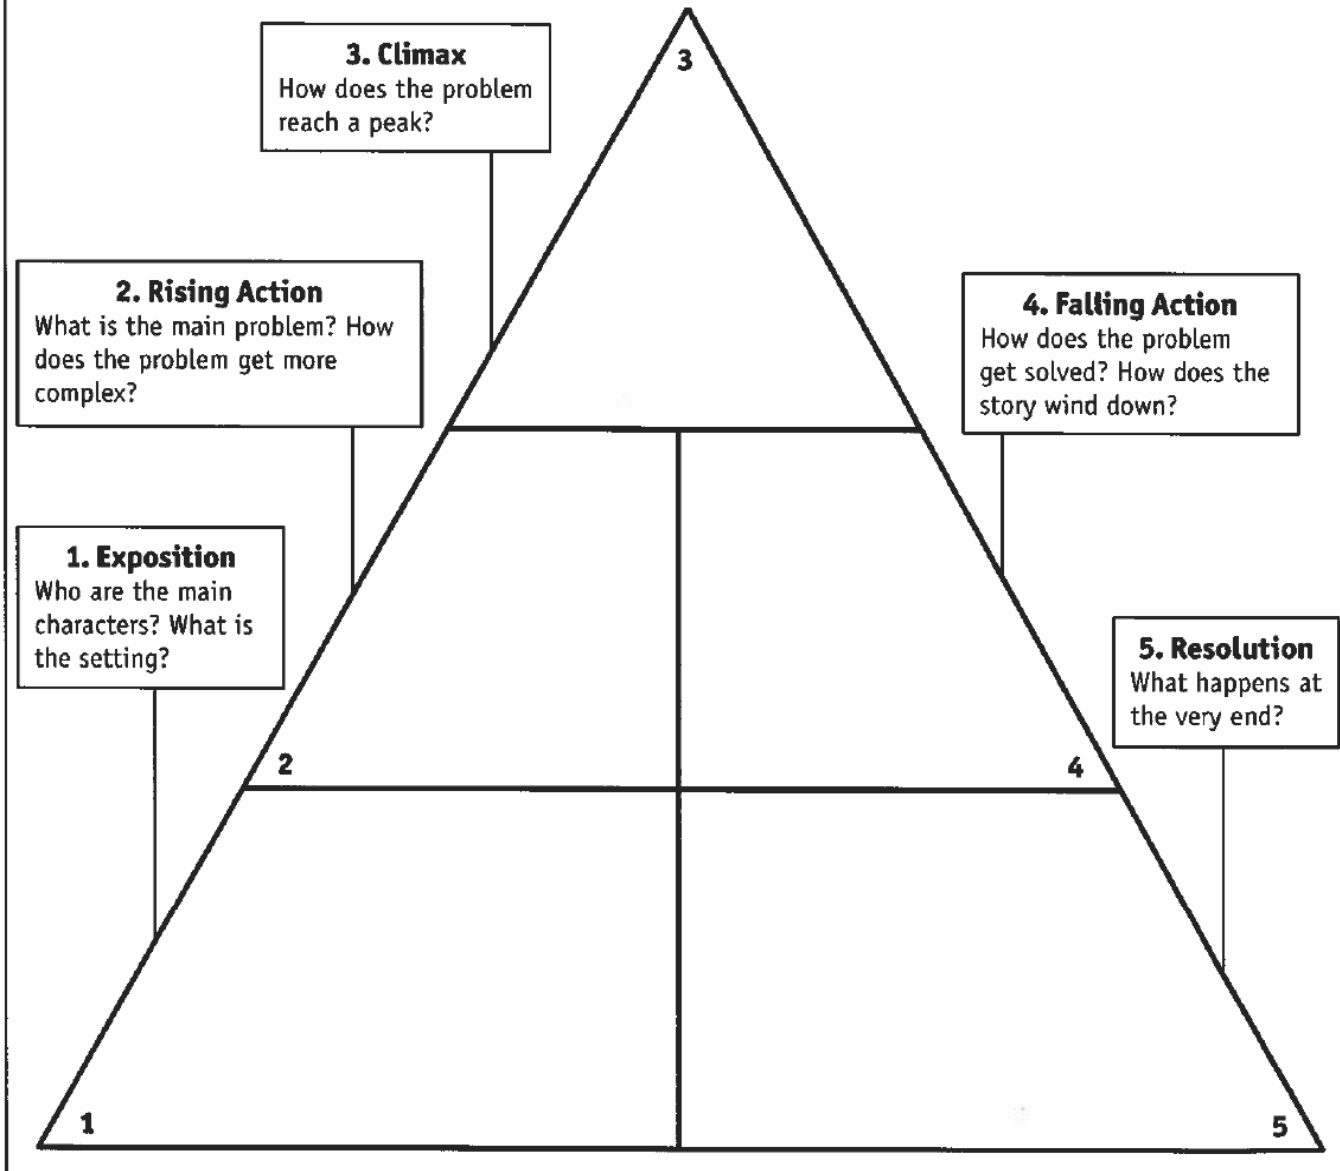 3. Climax
How does the problem
reach a peak?
3
2. Rising Action
What is the main problem? How
does the problem get more
complex?
4. Falling Action
How does the problem
get solved? How does the
story wind down?
1. Exposition
Who are the main
characters? What is
the setting?
5. Resolution
What happens at
the very end?
2
4
1
5